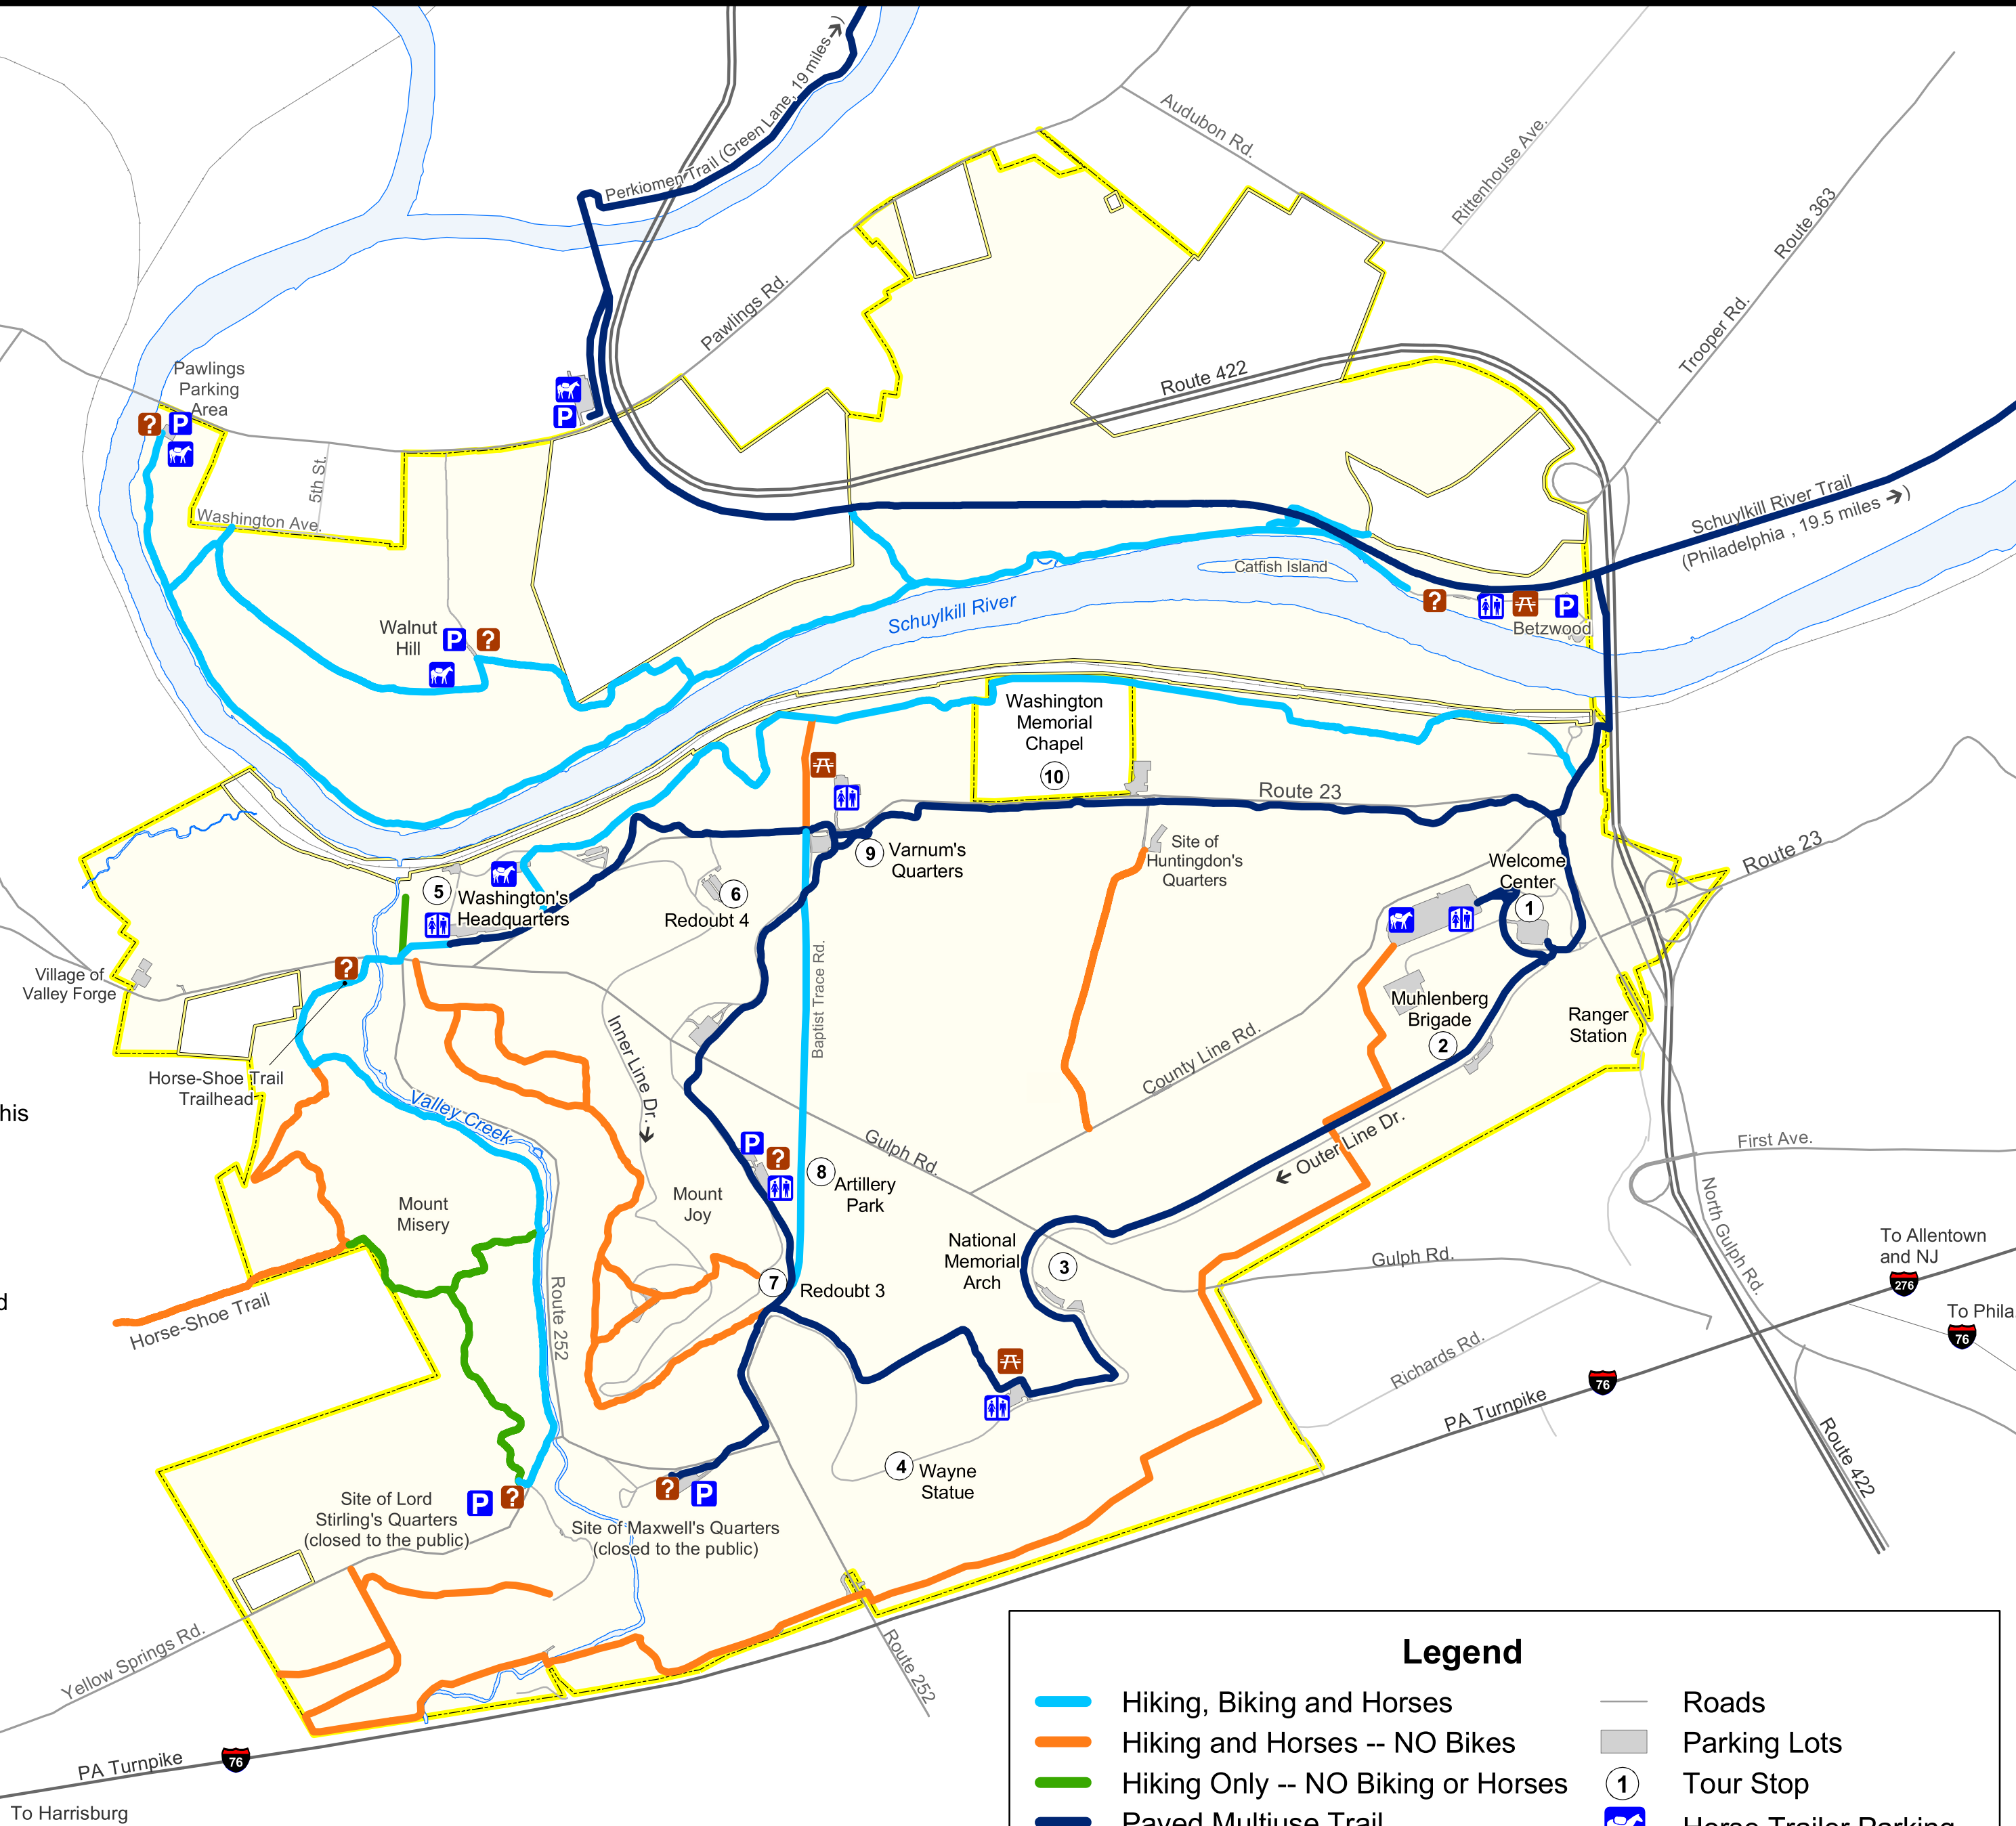 Perkiomen Trail (Green Lane, 19 miles →)
Audubon Rd.
Rittenhouse Ave.
Route 363
Trooper Rd.
Pawlings Rd.
Route 422
Pawlings
Parking
Area
?
P
P
5th St.
Washington Ave.
Schuylkill River Trail
(Philadelphia , 19.5 miles →)
Catfish Island
Schuylkill River
?
P
Betzwood
Walnut
Hill
P
?
Washington
Memorial
Chapel
10
Route 23
Site of
Huntingdon's
Quarters
9
Varnum's
Quarters
Route 23
Welcome
Center
1
5
Washington's
Headquarters
6
Redoubt 4
Village of
Valley Forge
?
Baptist Trace Rd.
Inner Line Dr. →
Muhlenberg
Brigade
2
Ranger
Station
County Line Rd.
Horse-Shoe Trail
Trailhead
his
Valley Creek
Gulph Rd.
← Outer Line Dr.
First Ave.
P
?
8
Artillery
Park
Mount
Misery
Mount
Joy
North Gulph Rd.
National
Memorial
Arch
3
Gulph Rd.
To Allentown
and NJ
276
7
Redoubt 3
d
Route 252
Horse-Shoe Trail
To Phila
76
Richards Rd.
76
PA Turnpike
Route 422
4
Wayne
Statue
P
?
?
P
Site of Lord
Stirling's Quarters
(closed to the public)
Site of Maxwell's Quarters
(closed to the public)
Yellow Springs Rd.
Route 252
PA Turnpike
76
To Harrisburg
Legend
Hiking, Biking and Horses
Roads
Hiking and Horses -- NO Bikes
Parking Lots
Hiking Only -- NO Biking or Horses
1
Tour Stop
Paved Multiuse Trail
Horse Trailer Parking